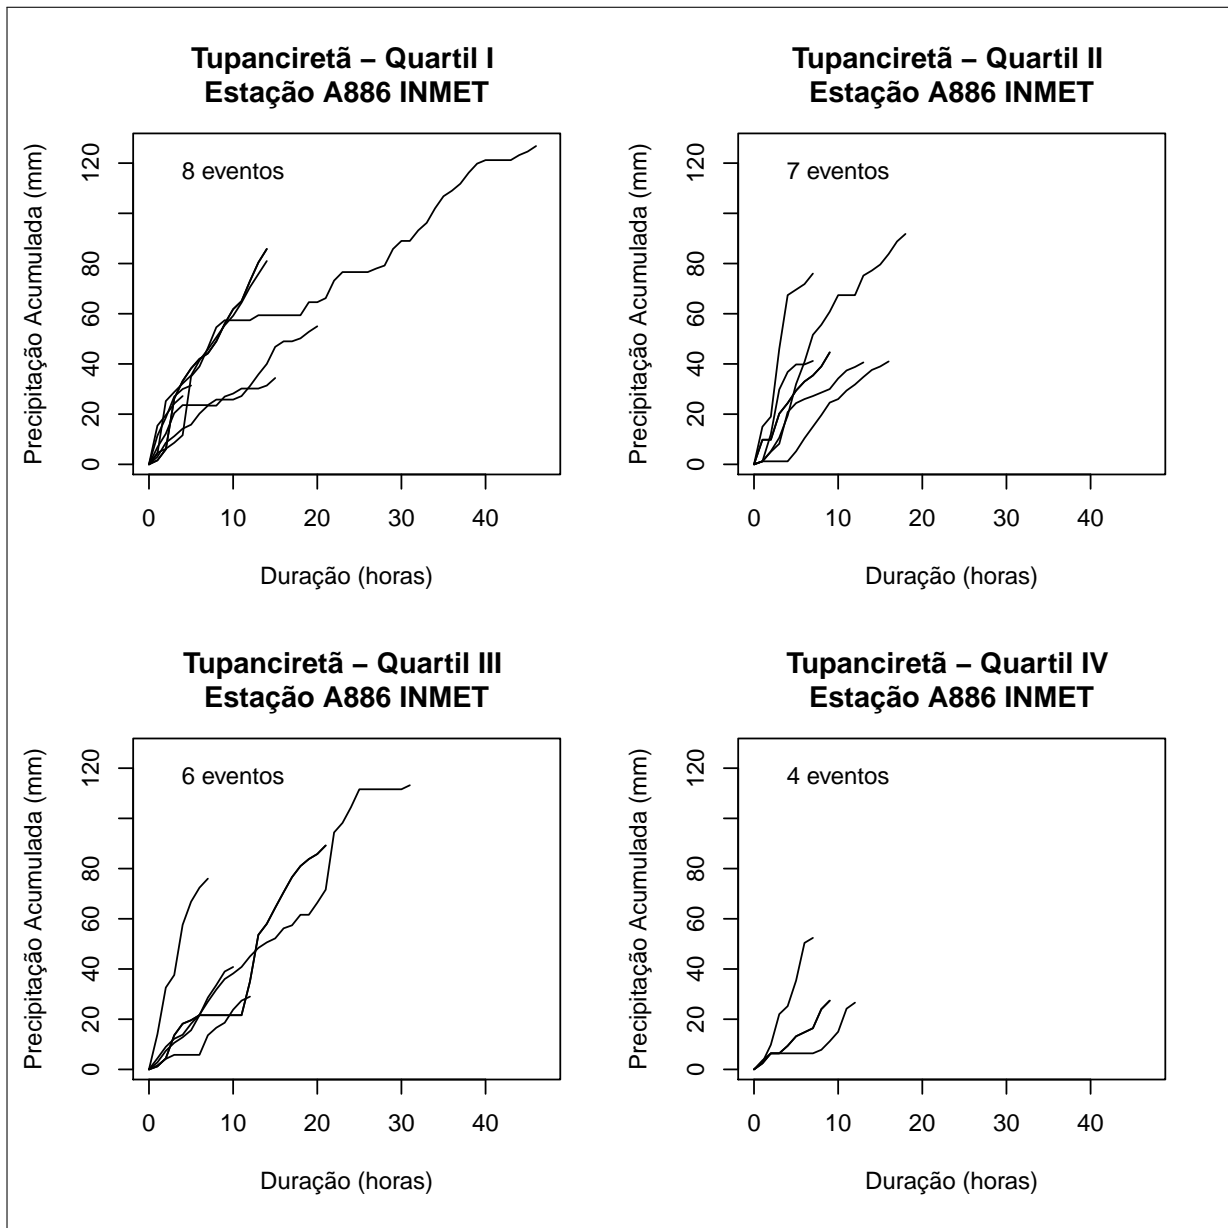 Tupanciretã – Quartil I
Estação A886 INMET
Precipitação Acumulada (mm)
120
80
60
40
20
0
8 eventos
0 10 20 30 40
Duração (horas)
Tupanciretã – Quartil II
Estação A886 INMET
Precipitação Acumulada (mm)
120
80
60
40
20
0
7 eventos
0 10 20 30 40
Duração (horas)
Tupanciretã – Quartil III
Estação A886 INMET
Precipitação Acumulada (mm)
120
80
60
40
20
0
6 eventos
0 10 20 30 40
Duração (horas)
Tupanciretã – Quartil IV
Estação A886 INMET
Precipitação Acumulada (mm)
120
80
60
40
20
0
4 eventos
0 10 20 30 40
Duração (horas)